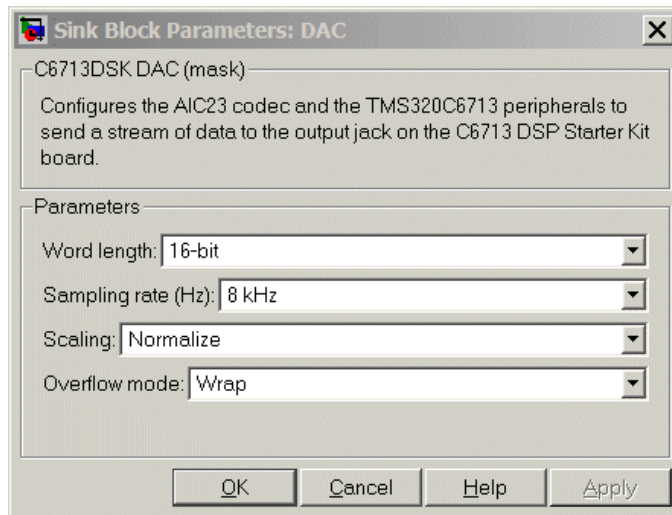 Sink Block Parameters: DAC
C6713DSK DAC (mask)
Configures the AIC23 codec and the TMS320C6713 peripherals to
send a stream of data to the output jack on the C6713 DSP Starter Kit
board.
Parameters
Word length: 16-bit
Sampling rate (Hz): 8 kHz
Scaling: Normalize
Overflow mode: Wrap
OK Cancel Help Apply